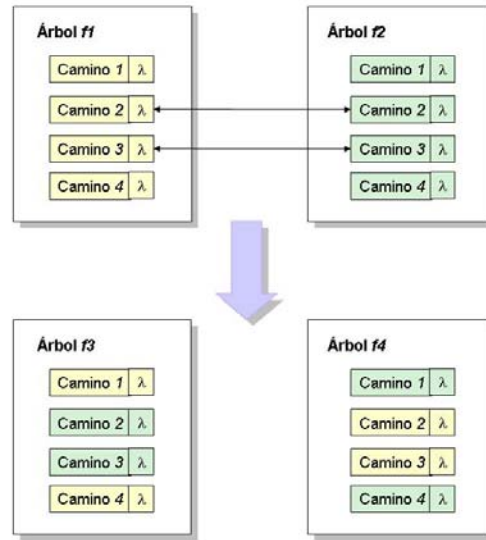 Árbol f1
Camino 1 λ
Camino 2 λ
Camino 3 λ
Camino 4 λ
Árbol f2
Camino 1 λ
Camino 2 λ
Camino 3 λ
Camino 4 λ
Árbol f3
Camino 1 λ
Camino 2 λ
Camino 3 λ
Camino 4 λ
Árbol f4
Camino 1 λ
Camino 2 λ
Camino 3 λ
Camino 4 λ